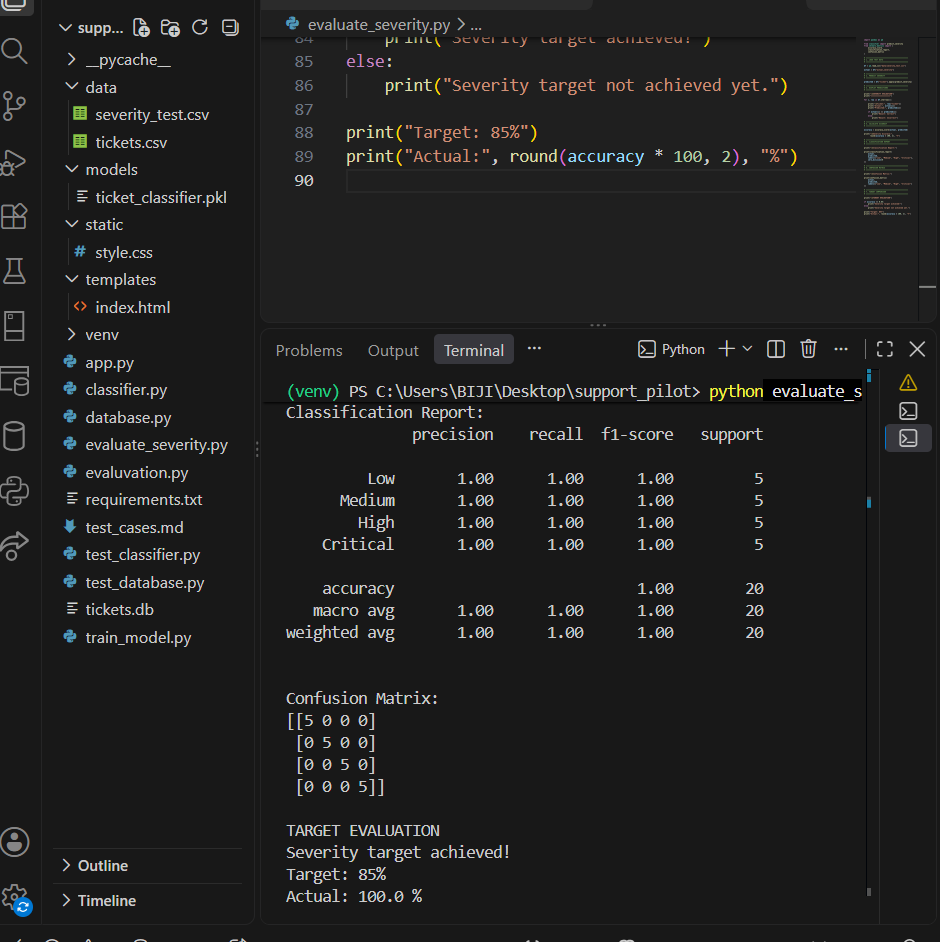 supp...
__pycache__
data
severity_test.csv
tickets.csv
models
ticket_classifier.pkl
static
# style.css
templates
<> index.html
venv
app.py
classifier.py
database.py
evaluate_severity.py
evaluvation.py
requirements.txt
test_cases.md
test_classifier.py
test_database.py
tickets.db
train_model.py
Outline
Timeline
evaluate_severity.py > ...
84 print("Severity target achieved!")
85 else:
86 print("Severity target not achieved yet.")
87
88 print("Target: 85%")
89 print("Actual:", round(accuracy * 100, 2), "%")
90
Problems Output Terminal ... Python
(venv) PS C:\Users\BIJI\Desktop\support_pilot> python evaluate_s
Classification Report:
precision recall f1-score support
Low 1.00 1.00 1.00 5
Medium 1.00 1.00 1.00 5
High 1.00 1.00 1.00 5
Critical 1.00 1.00 1.00 5
accuracy 1.00 20
macro avg 1.00 1.00 1.00 20
weighted avg 1.00 1.00 1.00 20
Confusion Matrix:
[[5 0 0 0]
[0 5 0 0]
[0 0 5 0]
[0 0 0 5]]
TARGET EVALUATION
Severity target achieved!
Target: 85%
Actual: 100.0 %